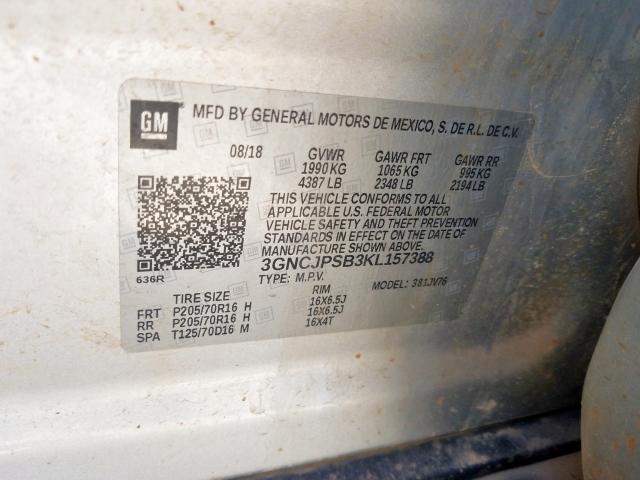 GM
MFD BY GENERAL MOTORS DE MEXICO, S. DE R.L. DE C.V.
08/18 GVWR GAWR FRT GAWR RR
1990 KG 1065 KG 995 KG
4387 LB 2348 LB 2194 LB
THIS VEHICLE CONFORMS TO ALL
APPLICABLE U.S. FEDERAL MOTOR
VEHICLE SAFETY AND THEFT PREVENTION
STANDARDS IN EFFECT ON THE DATE OF
MANUFACTURE SHOWN ABOVE.
3GNCJPSB3KL157388
636R
TYPE: M.P.V. MODEL: 381JV76
TIRE SIZE RIM
FRT P205/70R16 H 16X6.5J
RR P205/70R16 H 16X6.5J
SPA T125/70D16 M 16X4T